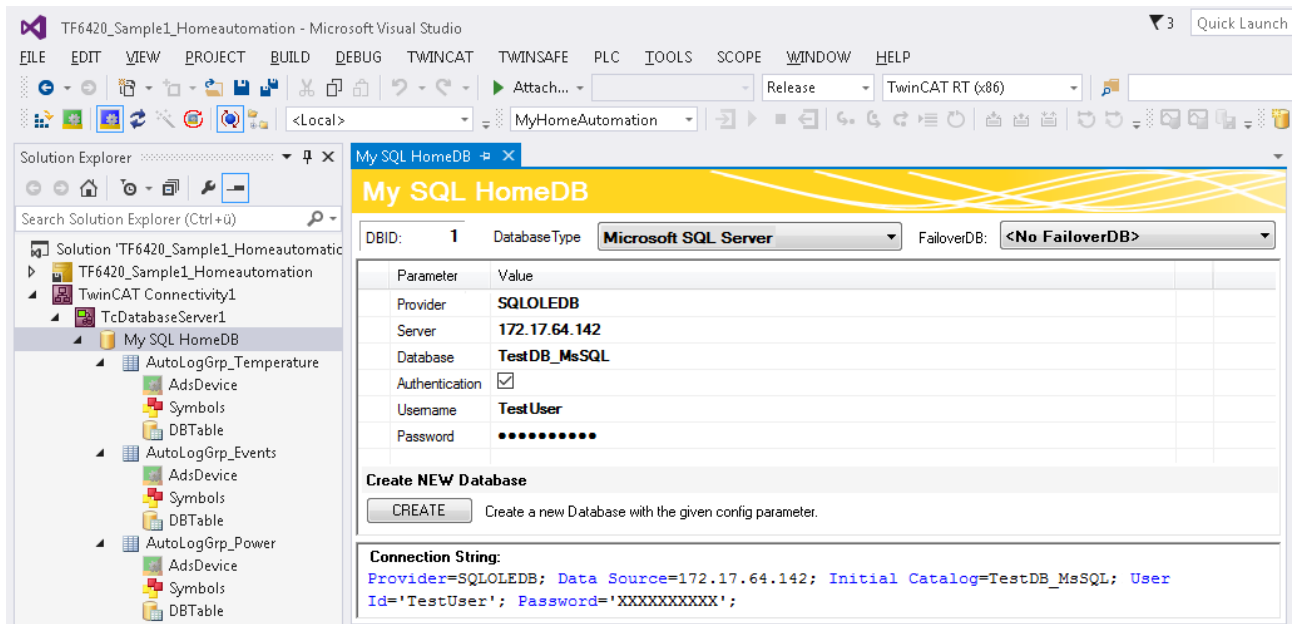 TF6420_Sample1_Homeautomation - Microsoft Visual Studio
3
Quick Launch
FILE EDIT VIEW PROJECT BUILD DEBUG TWINCAT TWINSAFE PLC TOOLS SCOPE WINDOW HELP
Attach... Release TwinCAT RT (x86)
<Local> MyHomeAutomation
Solution Explorer
Search Solution Explorer (Ctrl+ü)
Solution 'TF6420_Sample1_Homeautomatic
TF6420_Sample1_Homeautomation
TwinCAT Connectivity1
TcDatabaseServer1
My SQL HomeDB
AutoLogGrp_Temperature
AdsDevice
Symbols
DBTable
AutoLogGrp_Events
AdsDevice
Symbols
DBTable
AutoLogGrp_Power
AdsDevice
Symbols
DBTable
My SQL HomeDB
My SQL HomeDB
DBID: 1 DatabaseType Microsoft SQL Server FailoverDB: <No FailoverDB>
Parameter Value
Provider SQLOLEDB
Server 172.17.64.142
Database TestDB_MsSQL
Authentication
Username TestUser
Password ●●●●●●●●●●
Create NEW Database
CREATE Create a new Database with the given config parameter.
Connection String:
Provider=SQLOLEDB; Data Source=172.17.64.142; Initial Catalog=TestDB_MsSQL; User
Id='TestUser'; Password='XXXXXXXXXX';